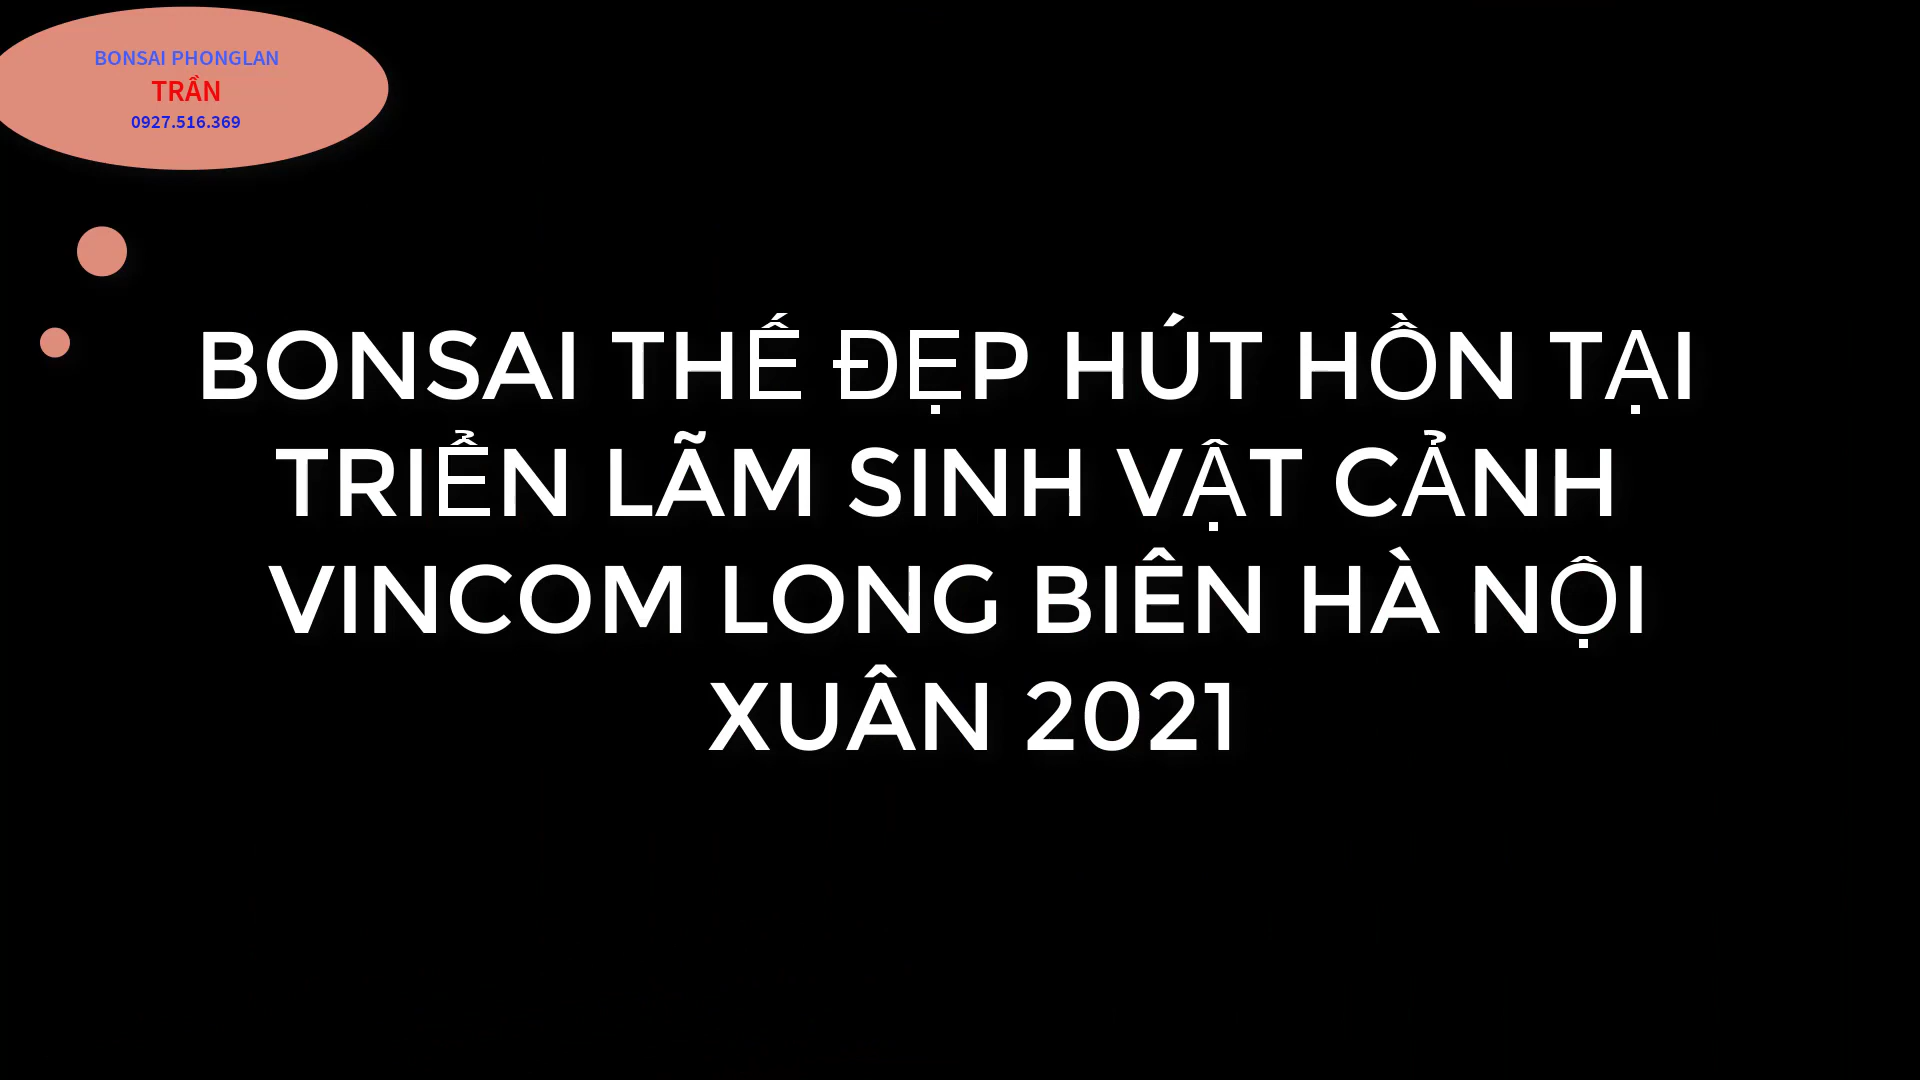 BONSAI PHONGLAN
TRẦN
0927.516.369
BONSAI THẾ ĐẸP HÚT HỒN TẠI
TRIỂN LÃM SINH VẬT CẢNH
VINCOM LONG BIÊN HÀ NỘI
XUÂN 2021